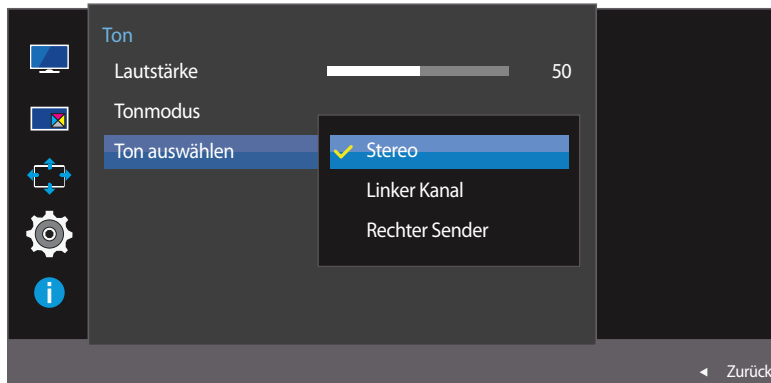 Ton
Lautstärke 50
Tonmodus
Ton auswählen
Stereo
Linker Kanal
Rechter Sender
Zurück